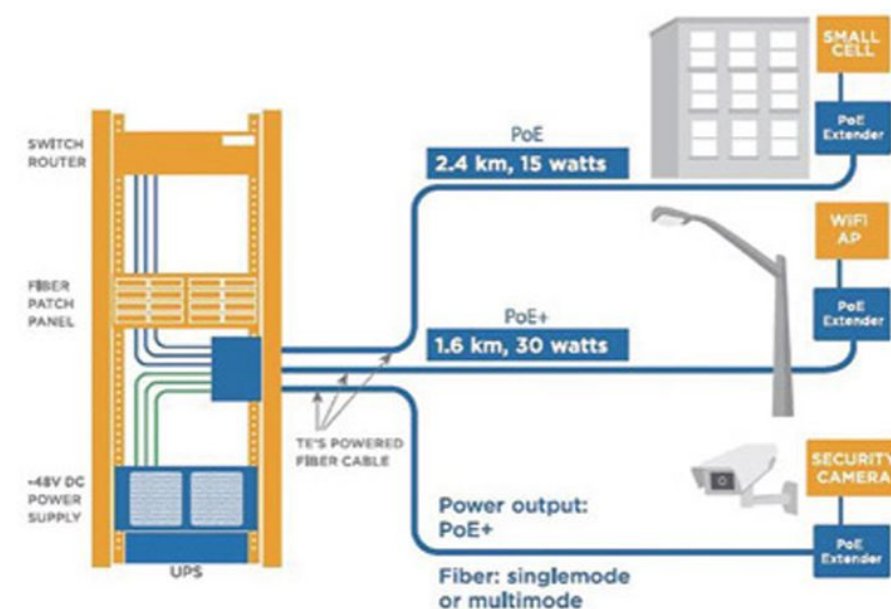 SMALL
CELL
PoE
Extender
PoE
2.4 km, 15 watts
SWITCH
ROUTER
WIFI
AP
PoE
Extender
FIBER
PATCH
PANEL
PoE+
1.6 km, 30 watts
TE'S POWERED
FIBER CABLE
SECURITY
CAMERA
-48V DC
POWER
SUPPLY
Power output:
PoE+
PoE
Extender
UPS
Fiber: singlemode
or multimode